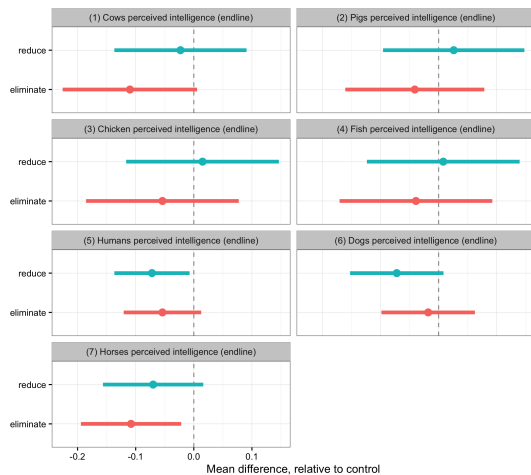 (1) Cows perceived intelligence (endline)
(2) Pigs perceived intelligence (endline)
reduce
eliminate
(3) Chicken perceived intelligence (endline)
(4) Fish perceived intelligence (endline)
reduce
eliminate
(5) Humans perceived intelligence (endline)
(6) Dogs perceived intelligence (endline)
reduce
eliminate
(7) Horses perceived intelligence (endline)
reduce
eliminate
-0.2 -0.1 0.0 0.1
Mean difference, relative to control